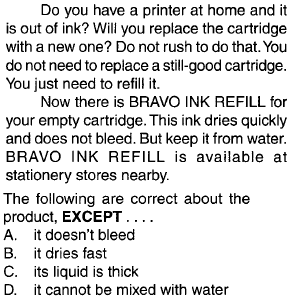 Do you have a printer at home and it
is out of ink? Will you replace the cartridge
with a new one? Do not rush to do that. You
do not need to replace a still-good cartridge.
You just need to refill it.
Now there is BRAVO INK REFILL for
your empty cartridge. This ink dries quickly
and does not bleed. But keep it from water.
BRAVO INK REFILL is available at
stationery stores nearby.
The following are correct about the
product, EXCEPT . . . .
A. it doesn't bleed
B. it dries fast
C. its liquid is thick
D. it cannot be mixed with water